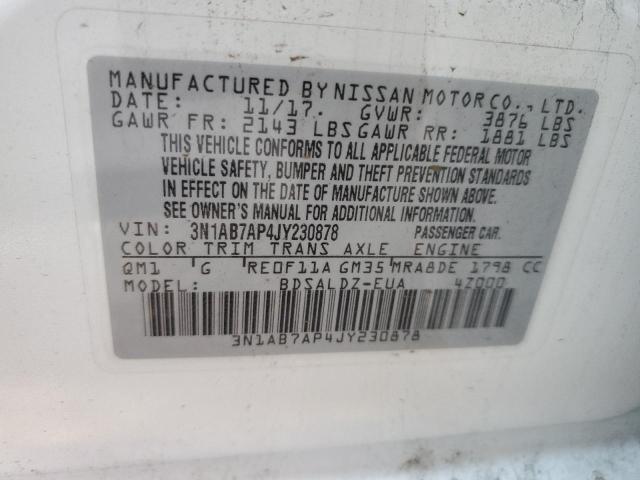 MANUFACTURED BY NISSAN MOTOR CO., LTD.
DATE: 11/17. GVWR: 3876 LBS
GAWR FR: 2143 LBS GAWR RR: 1881 LBS
THIS VEHICLE CONFORMS TO ALL APPLICABLE FEDERAL MOTOR
VEHICLE SAFETY, BUMPER AND THEFT PREVENTION STANDARDS
IN EFFECT ON THE DATE OF MANUFACTURE SHOWN ABOVE.
SEE OWNER'S MANUAL FOR ADDITIONAL INFORMATION
VIN: 3N1AB7AP4JY230878 PASSENGER CAR.
COLOR TRIM TRANS AXLE ENGINE
QM1 G RE0F11A GM35 MRA8DE 1798 CC
MODEL: BDSALDZ-EUA 4Z000
3N1AB7AP4JY230878